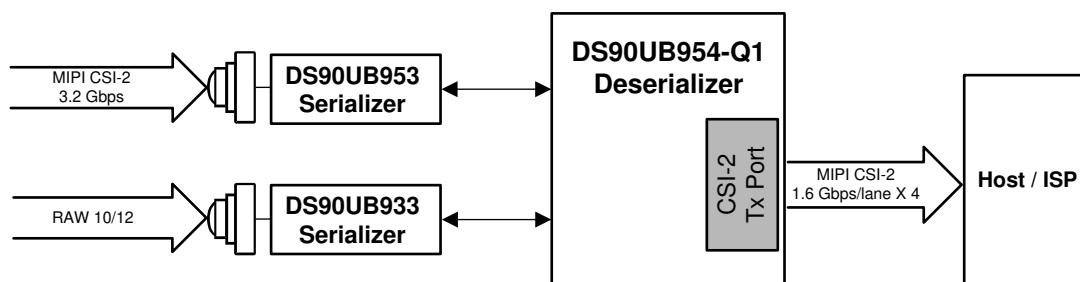 MIPI CSI-2
3.2 Gbps
DS90UB953
Serializer
RAW 10/12
DS90UB933
Serializer
DS90UB954-Q1
Deserializer
CSI-2
Tx Port
MIPI CSI-2
1.6 Gbps/lane X 4
Host / ISP